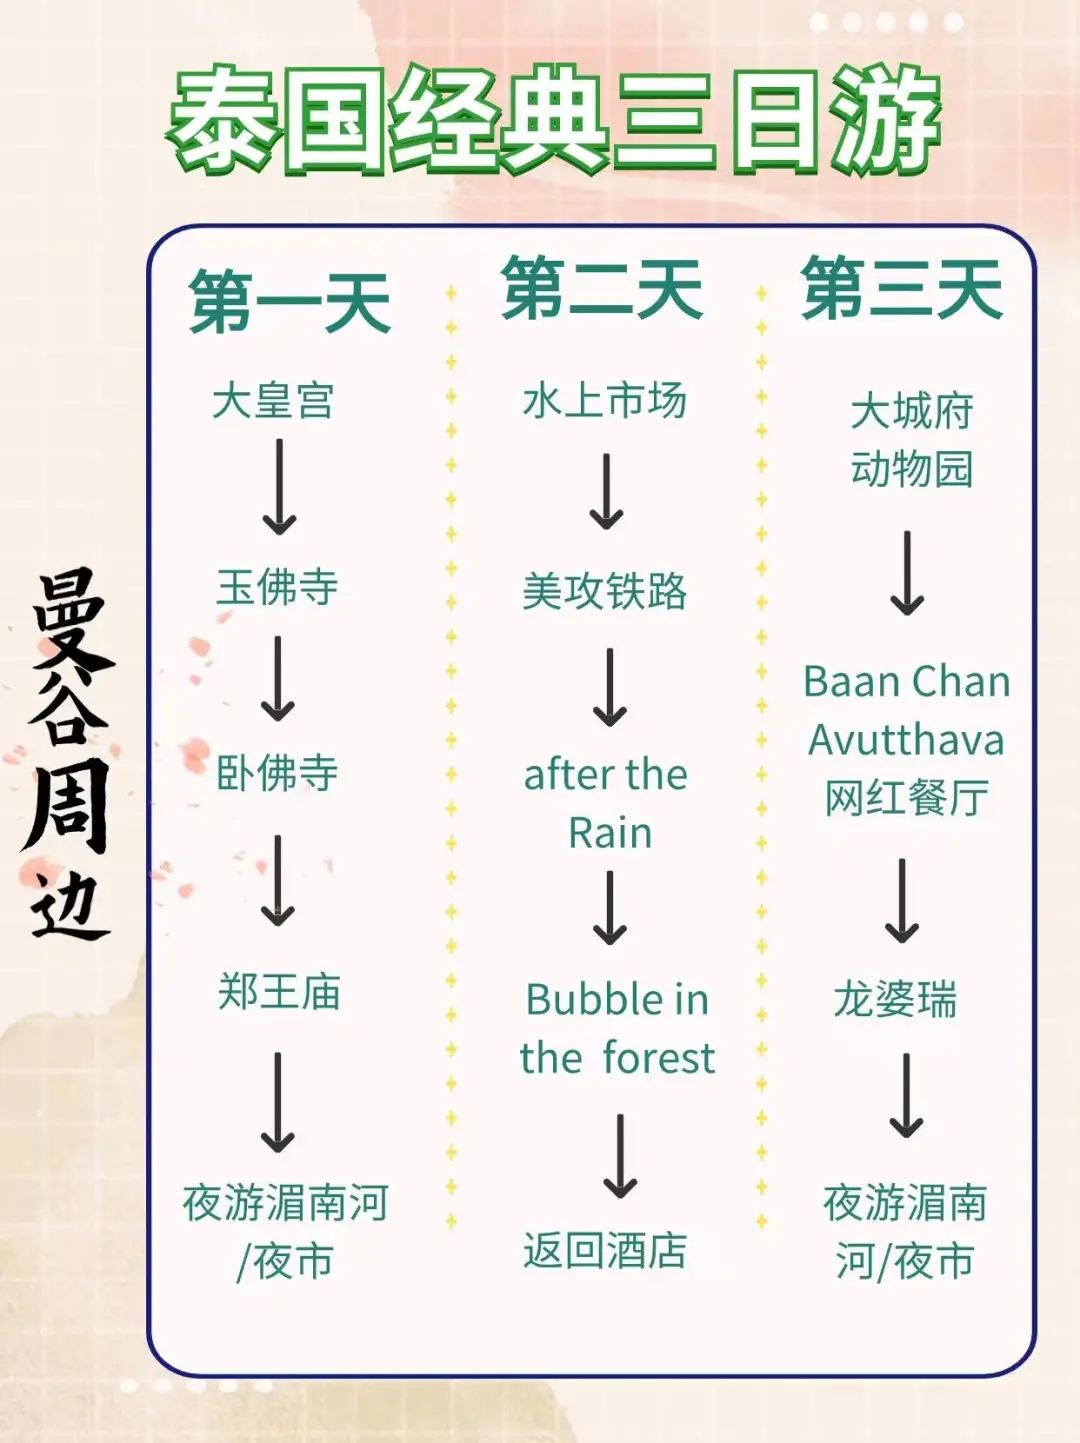 泰国经典三日游
曼谷周边
第一天
大皇宫
玉佛寺
卧佛寺
郑王庙
夜游湄南河
/夜市
第二天
水上市场
美攻铁路
after the
Rain
Bubble in
the forest
返回酒店
第三天
大城府
动物园
Baan Chan
Avutthava
网红餐厅
龙婆瑞
夜游湄南
河/夜市